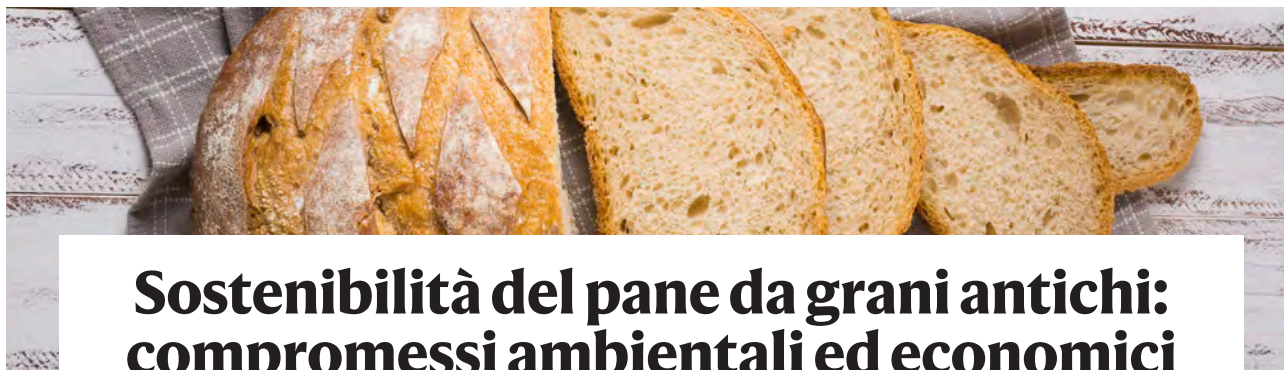 Sostenibilità del pane da grani antichi:
compromessi ambientali ed economici